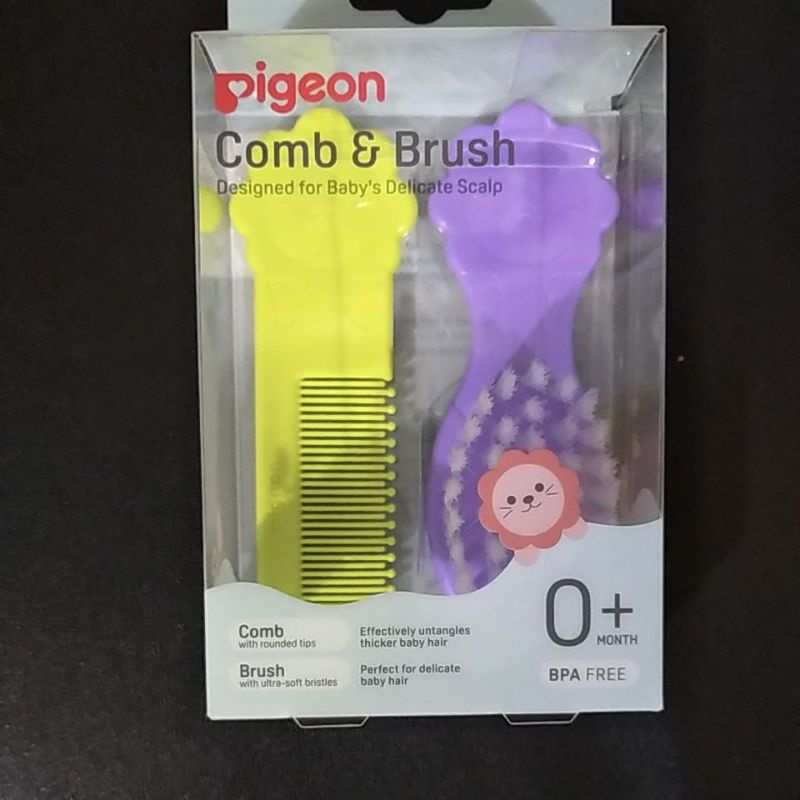 pigeon
Comb & Brush
Designed for Baby's Delicate Scalp
Comb
with rounded tips
Effectively untangles
thicker baby hair
Brush
with ultra-soft bristles
Perfect for delicate
baby hair
0+
MONTH
BPA FREE